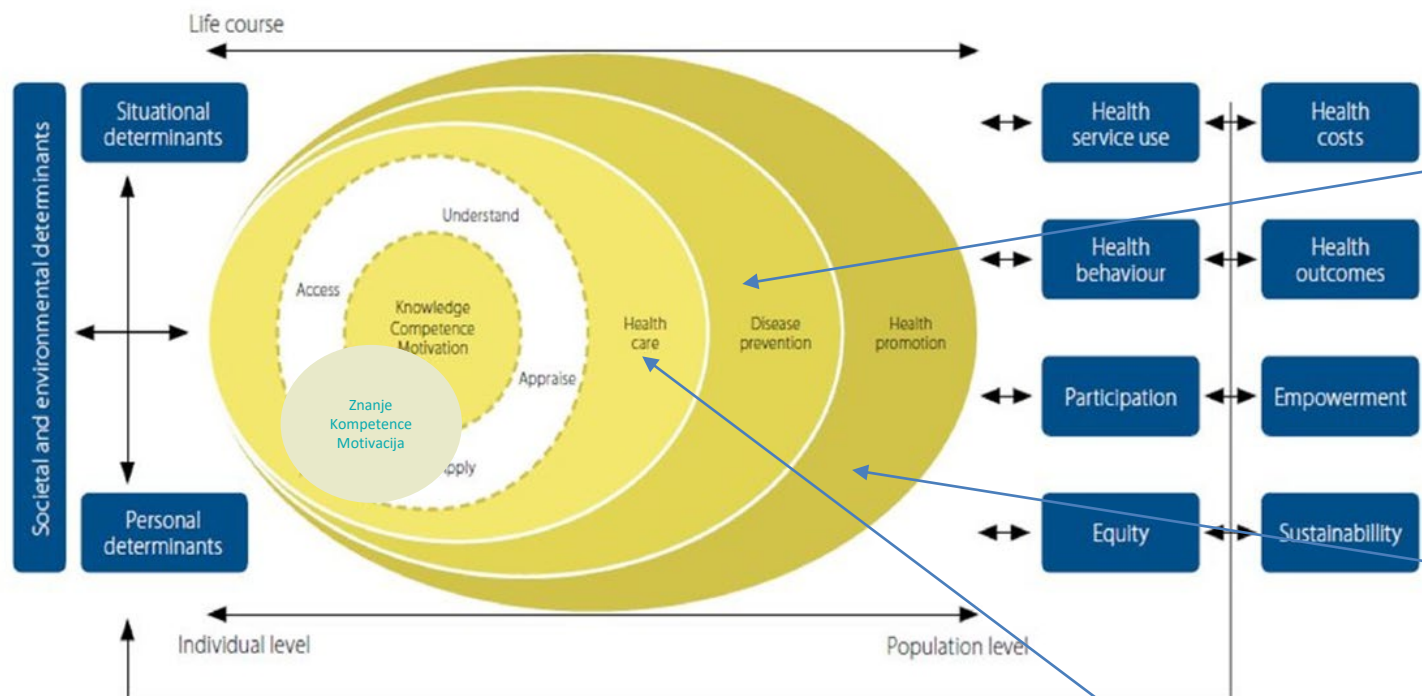 Life course
Societal and environmental determinants
Situational
determinants
Personal
determinants
Understand
Access
Knowledge
Competence
Motivation
Appraise
Znanje
Kompetence
Motivacija
pply
Health
care
Disease
prevention
Health
promotion
Individual level
Population level
Health
service use
Health
costs
Health
behaviour
Health
outcomes
Participation
Empowerment
Equity
Sustainabillity